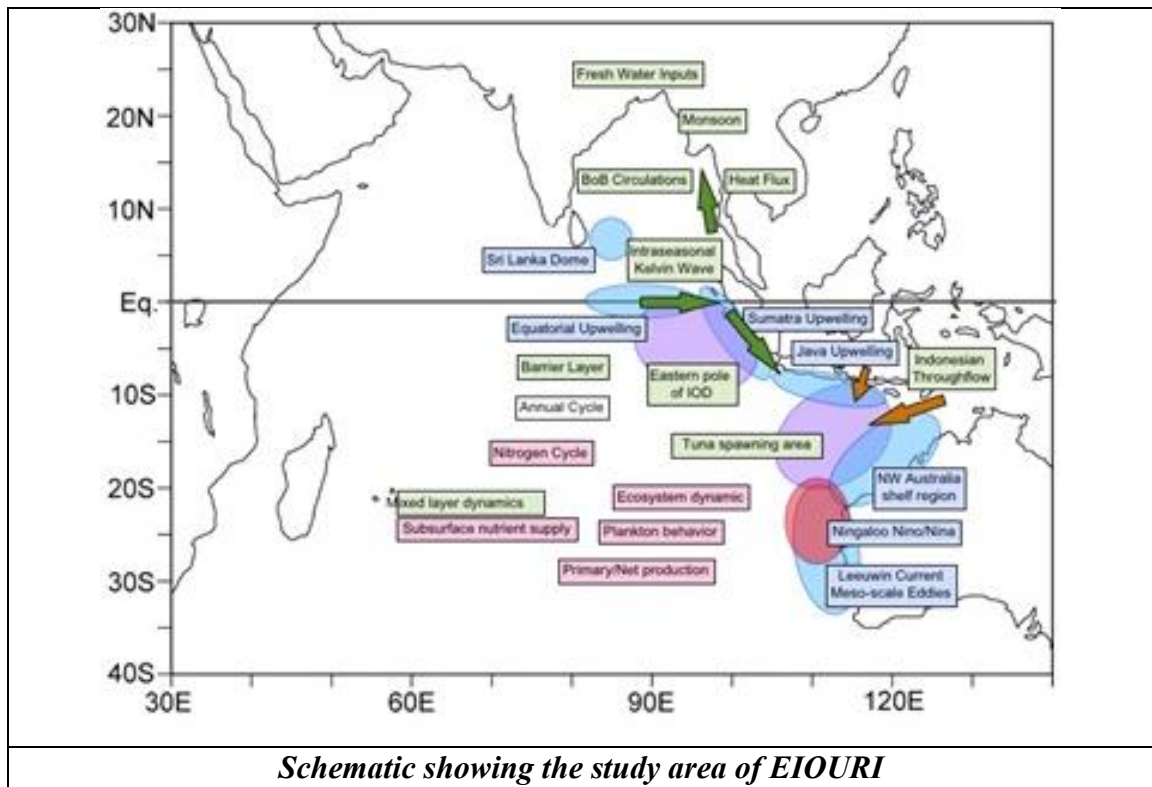 30N
Fresh Water Inputs
20N
Monsoon
BoB Circulations
Heat Flux
10N
Sri Lanka Dome
Intraseasonal
Kelvin Wave
Eq.
Equatorial Upwelling
Sumatra Upwelling
Java Upwelling
Indonesian
Throughflow
Barrier Layer
Eastern pole
of IOD
10S
Annual Cycle
Tuna spawning area
Nitrogen Cycle
NW Australia
shelf region
20S
Mixed layer dynamics
Ecosystem dynamic
Subsurface nutrient supply
Plankton behavior
Ningaloo Nino/Nina
Primary/Net production
Leeuwin Current
Meso-scale Eddies
30S
40S
30E
60E
90E
120E
Schematic showing the study area of EIOURI